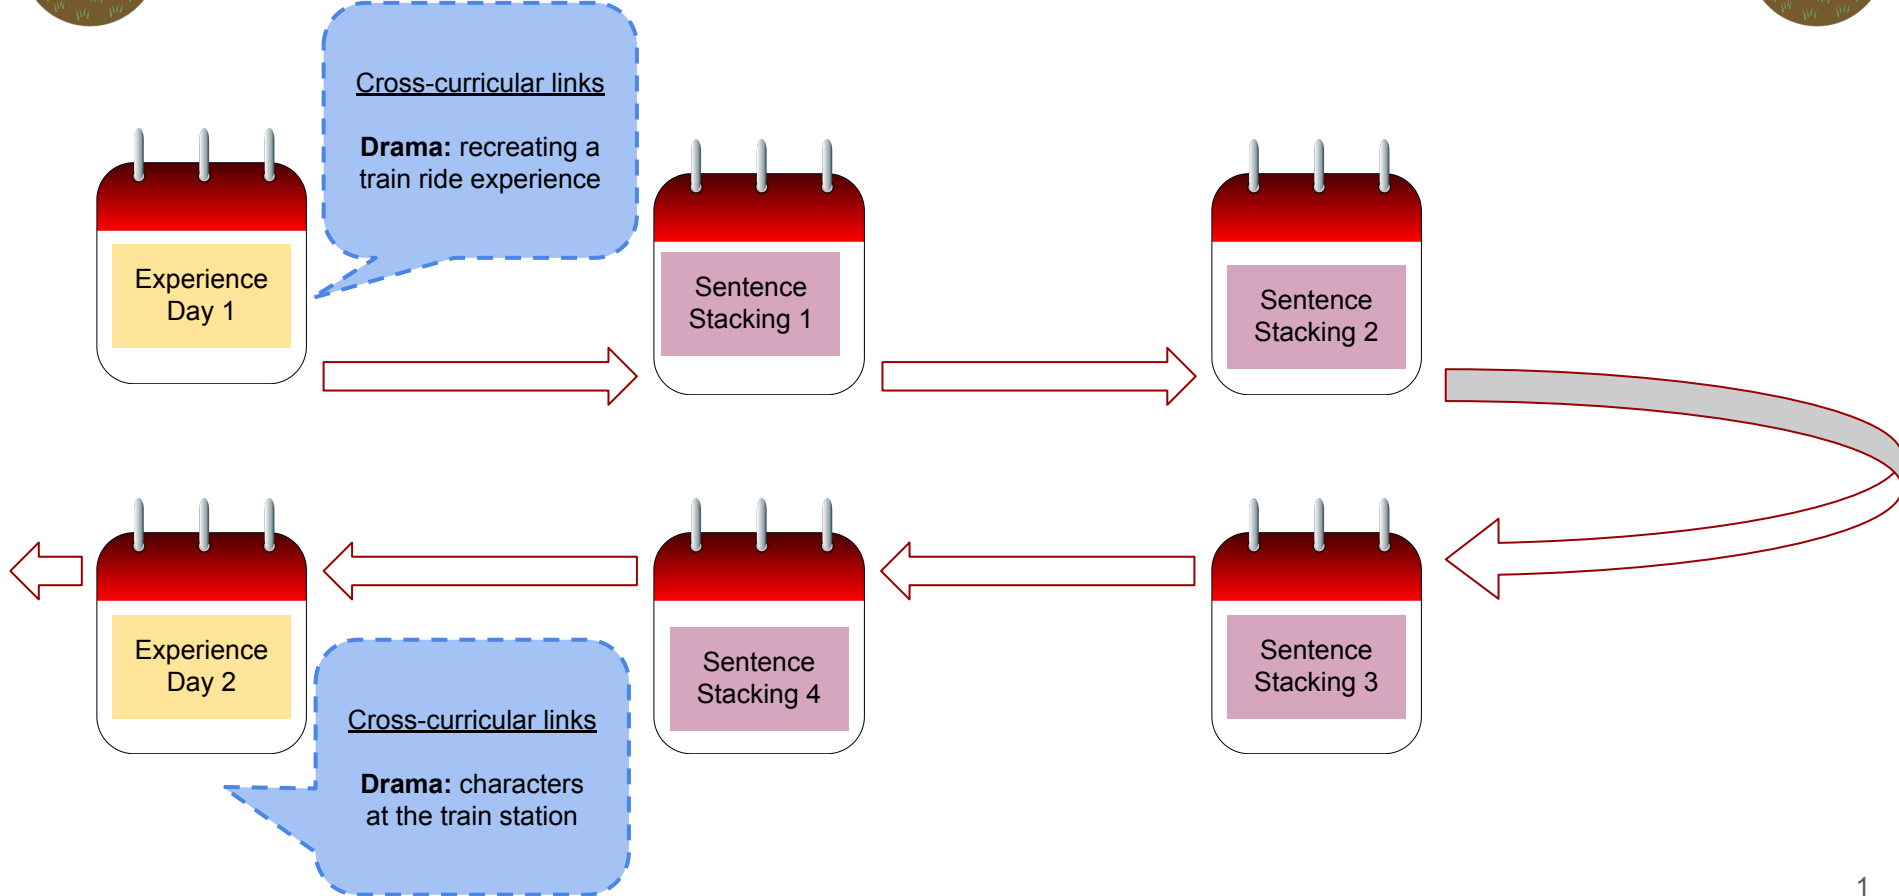 Cross-curricular links
Drama: recreating a
train ride experience
Experience
Day 1
Sentence
Stacking 1
Sentence
Stacking 2
Experience
Day 2
Sentence
Stacking 4
Sentence
Stacking 3
Cross-curricular links
Drama: characters
at the train station
1